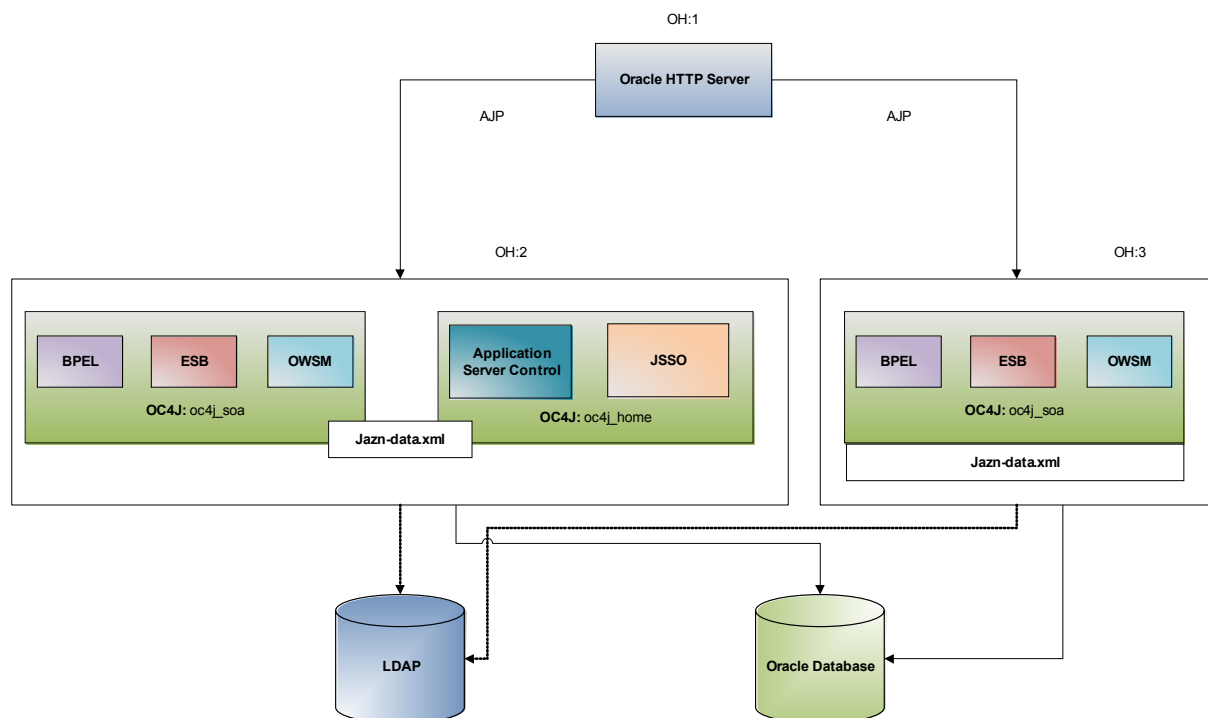 OH:1
Oracle HTTP Server
AJP
AJP
OH:2
OH:3
BPEL
ESB
OWSM
OC4J: oc4j_soa
Application
Server Control
JSSO
OC4J: oc4j_home
Jazn-data.xml
BPEL
ESB
OWSM
OC4J: oc4j_soa
Jazn-data.xml
LDAP
Oracle Database